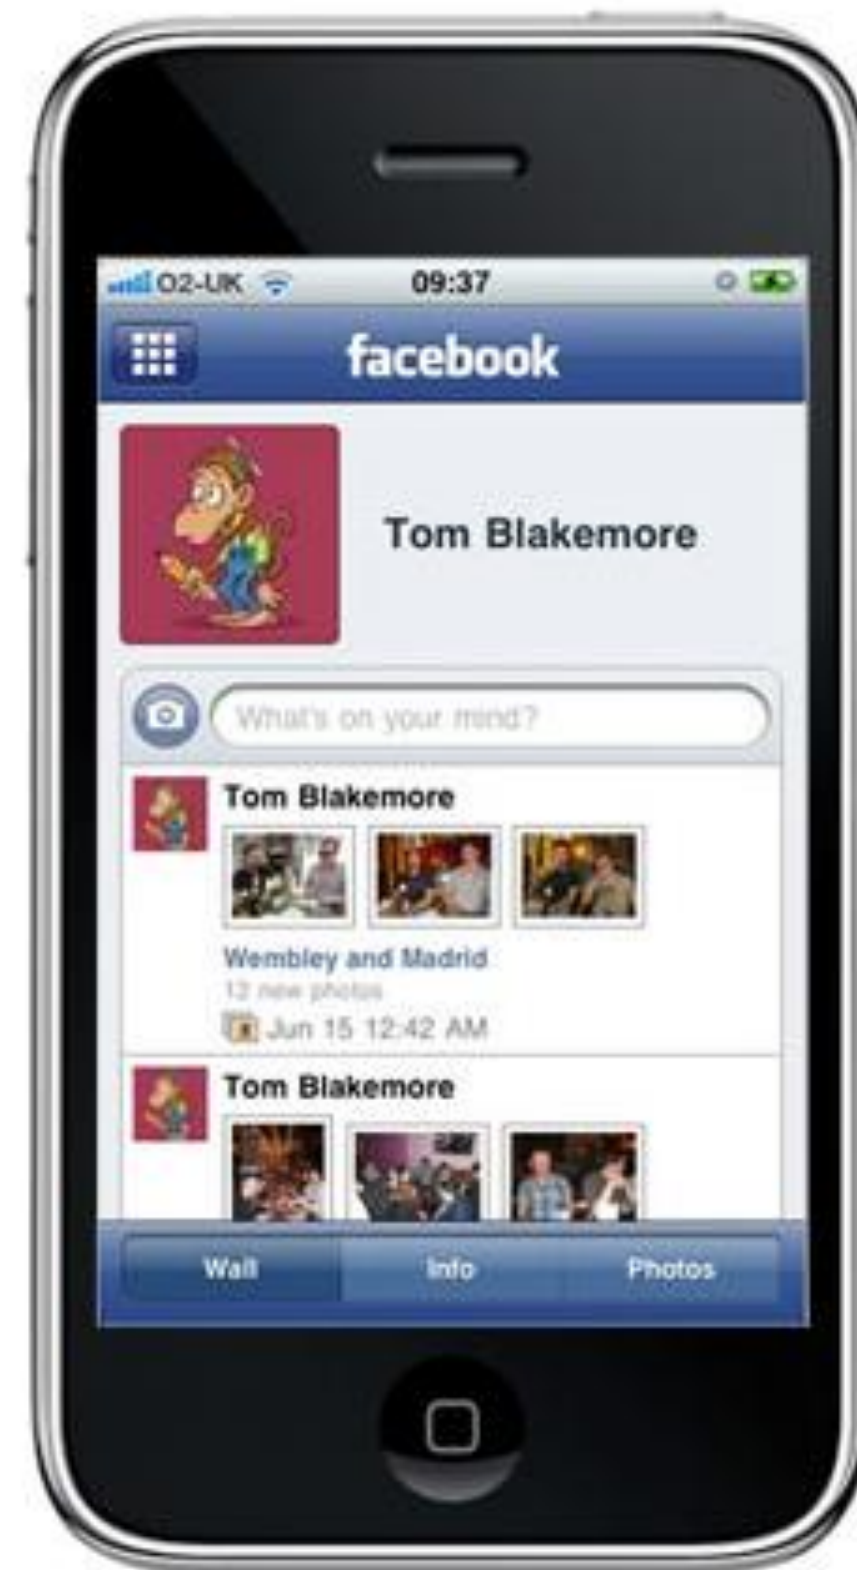 O2-UK 09:37
facebook
Tom Blakemore
What's on your mind?
Tom Blakemore
Wembley and Madrid
12 new photos
Jun 15 12:42 AM
Tom Blakemore
Wall Info Photos